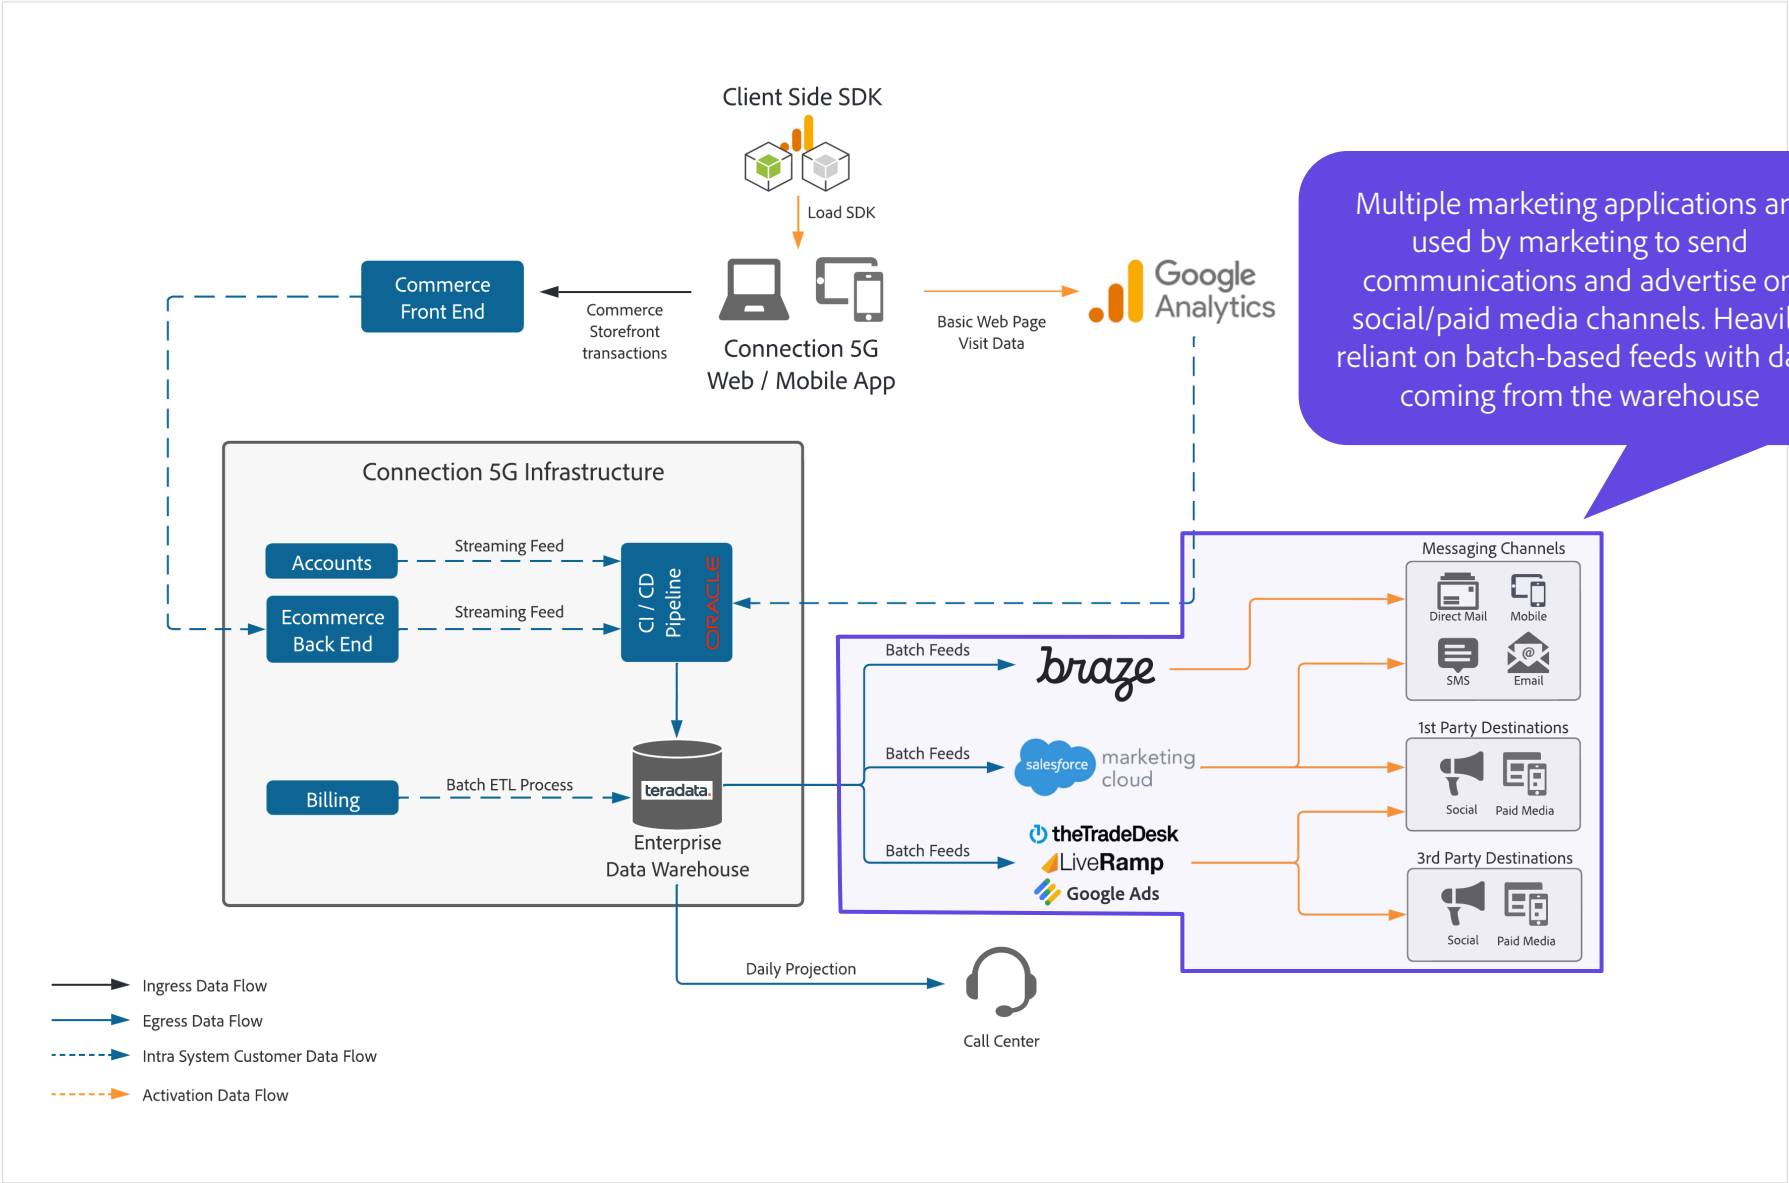 Client Side SDK
Load SDK
Commerce
Front End
Commerce
Storefront
transactions
Connection 5G
Web / Mobile App
Basic Web Page
Visit Data
Google
Analytics
Multiple marketing applications
used by marketing to send
communications and advertise
social/paid media channels.
reliant on batch-based feeds with
coming from the warehouse
Connection 5G Infrastructure
Accounts
Streaming Feed
Ecommerce
Back End
Streaming Feed
CI / CD
Pipeline
ORACLE
Billing
Batch ETL Process
teradata.
Enterprise
Data Warehouse
Batch Feeds
braze
Batch Feeds
salesforce
marketing
cloud
Batch Feeds
theTradeDesk
LiveRamp
Google Ads
Messaging Channels
Direct Mail
Mobile
SMS
@
Email
1st Party Destinations
Social
Paid Media
3rd Party Destinations
Social
Paid Media
Daily Projection
Call Center
Ingress Data Flow
Egress Data Flow
Intra System Customer Data Flow
Activation Data Flow